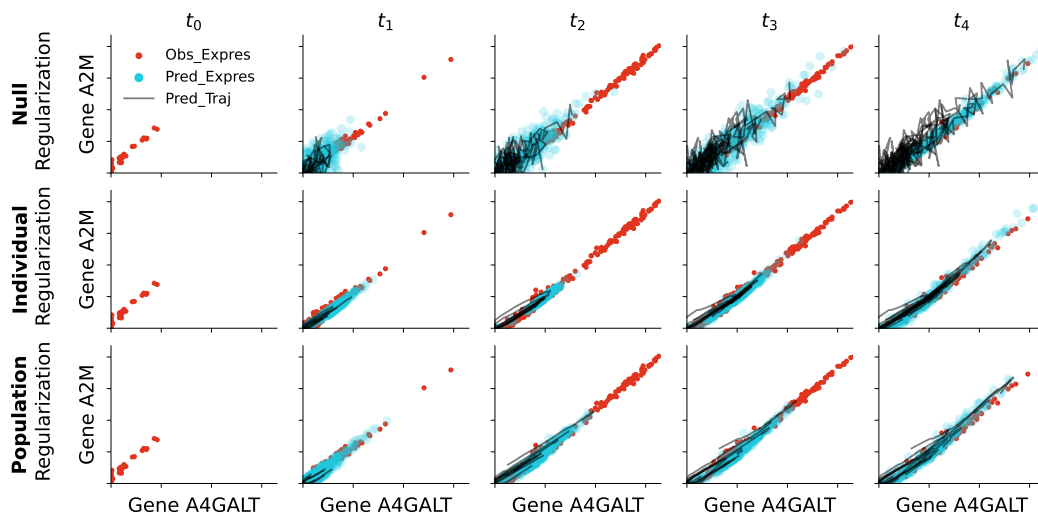 t0
t1
t2
t3
t4
Null
Regularization
Gene A2M
Obs_Expres
Pred_Expres
Pred_Traj
Individual
Regularization
Gene A2M
Population
Regularization
Gene A2M
Gene A4GALT
Gene A4GALT
Gene A4GALT
Gene A4GALT
Gene A4GALT